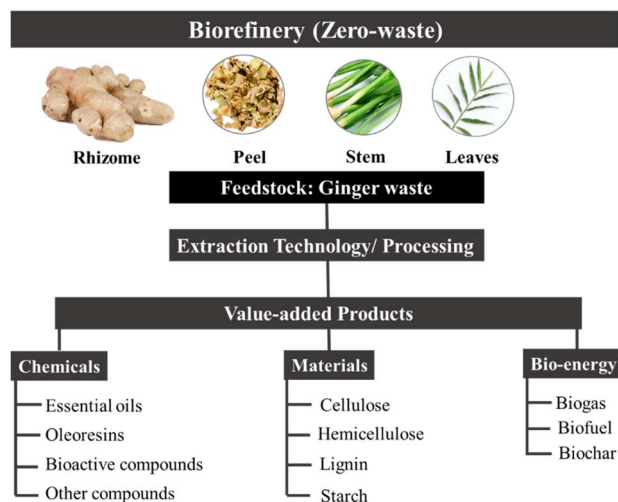 Biorefinery (Zero-waste)
Rhizome
Peel
Stem
Leaves
Feedstock: Ginger waste
Extraction Technology/ Processing
Value-added Products
Chemicals
Essential oils
Oleoresins
Bioactive compounds
Other compounds
Materials
Cellulose
Hemicellulose
Lignin
Starch
Bio-energy
Biogas
Biofuel
Biochar